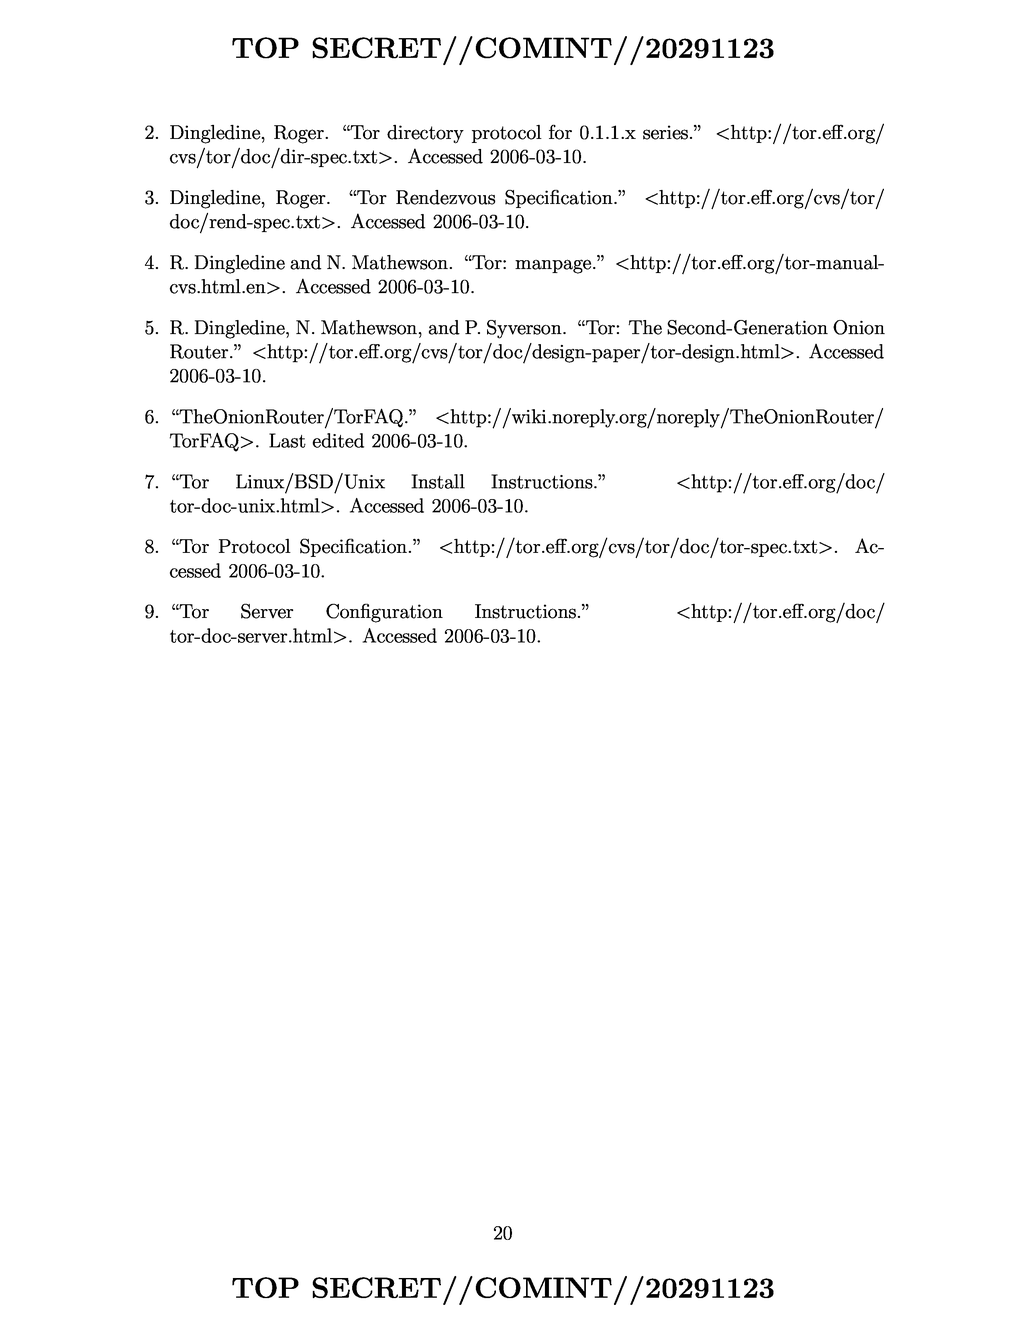 TOP SECRET//COMINT//20291123
2. Dingledine, Roger. “Tor directory protocol for 0.1.1.x series.” <http://tor.eff.org/
cvs/tor/doc/dir-spec.txt>. Accessed 2006-03-10.
3. Dingledine, Roger. “Tor Rendezvous Specification.” <http://tor.eff.org/cvs/tor/
doc/rend-spec.txt>. Accessed 2006-03-10.
4. R. Dingledine and N. Mathewson. “Tor: manpage.” <http://tor.eff.org/tor-manual-
cvs.html.en>. Accessed 2006-03-10.
5. R. Dingledine, N. Mathewson, and P. Syverson. “Tor: The Second-Generation Onion
Router.” <http://tor.eff.org/cvs/tor/doc/design-paper/tor-design.html>. Accessed
2006-03-10.
6. “TheOnionRouter/TorFAQ.” <http://wiki.noreply.org/noreply/TheOnionRouter/
TorFAQ>. Last edited 2006-03-10.
7. “Tor Linux/BSD/Unix Install Instructions.” <http://tor.eff.org/doc/
tor-doc-unix.html>. Accessed 2006-03-10.
8. “Tor Protocol Specification.” <http://tor.eff.org/cvs/tor/doc/tor-spec.txt>. Ac-
cessed 2006-03-10.
9. “Tor Server Configuration Instructions.” <http://tor.eff.org/doc/
tor-doc-server.html>. Accessed 2006-03-10.
20
TOP SECRET//COMINT//20291123